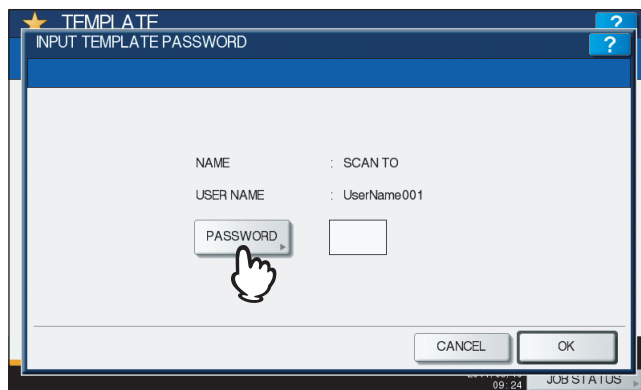 TEMPLATE
?
INPUT TEMPLATE PASSWORD
?
NAME : SCAN TO
USER NAME : UserName001
PASSWORD
CANCEL
OK
09:24
JOB STATUS